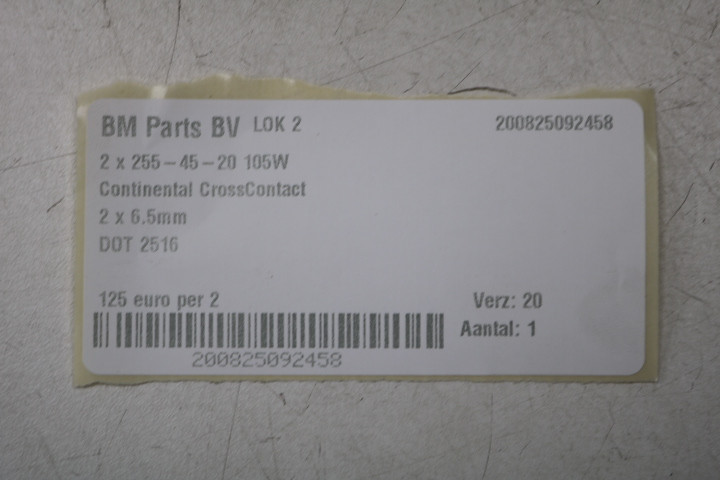 BM Parts BV LOK 2 200825092458
2 x 255-45-20 105W
Continental CrossContact
2 x 6,5mm
DOT 2516
125 euro per 2 Verz: 20
Aantal: 1
200825092458